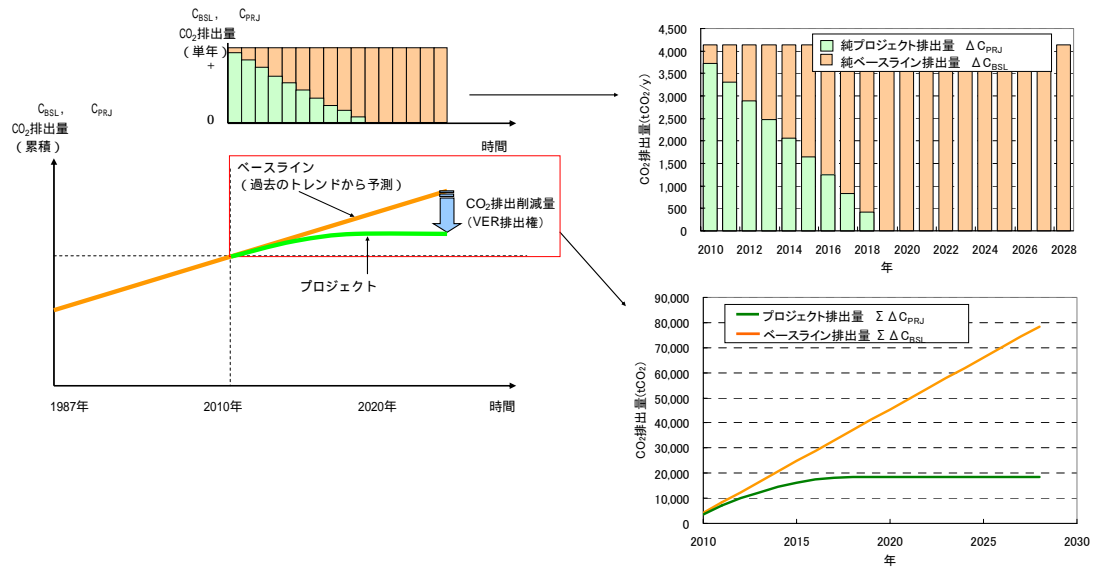 C_BSL, C_PRJ
CO₂排出量
(単年)
+
0
時間
C_BSL, C_PRJ
CO₂排出量
(累積)
ベースライン
(過去のトレンドから予測)
CO₂排出削減量
(VER排出権)
プロジェクト
1987年
2010年
2020年
時間
CO₂排出量(tCO₂/y)
4,500
4,000
3,500
3,000
2,500
2,000
1,500
1,000
500
0
純プロジェクト排出量 ΔC_PRJ
純ベースライン排出量 ΔC_BSL
2010 2012 2014 2016 2018 2020 2022 2024 2026 2028
年
CO₂排出量(tCO₂)
90,000
80,000
70,000
60,000
50,000
40,000
30,000
20,000
10,000
0
プロジェクト排出量 ΣΔC_PRJ
ベースライン排出量 ΣΔC_BSL
2010 2015 2020 2025 2030
年